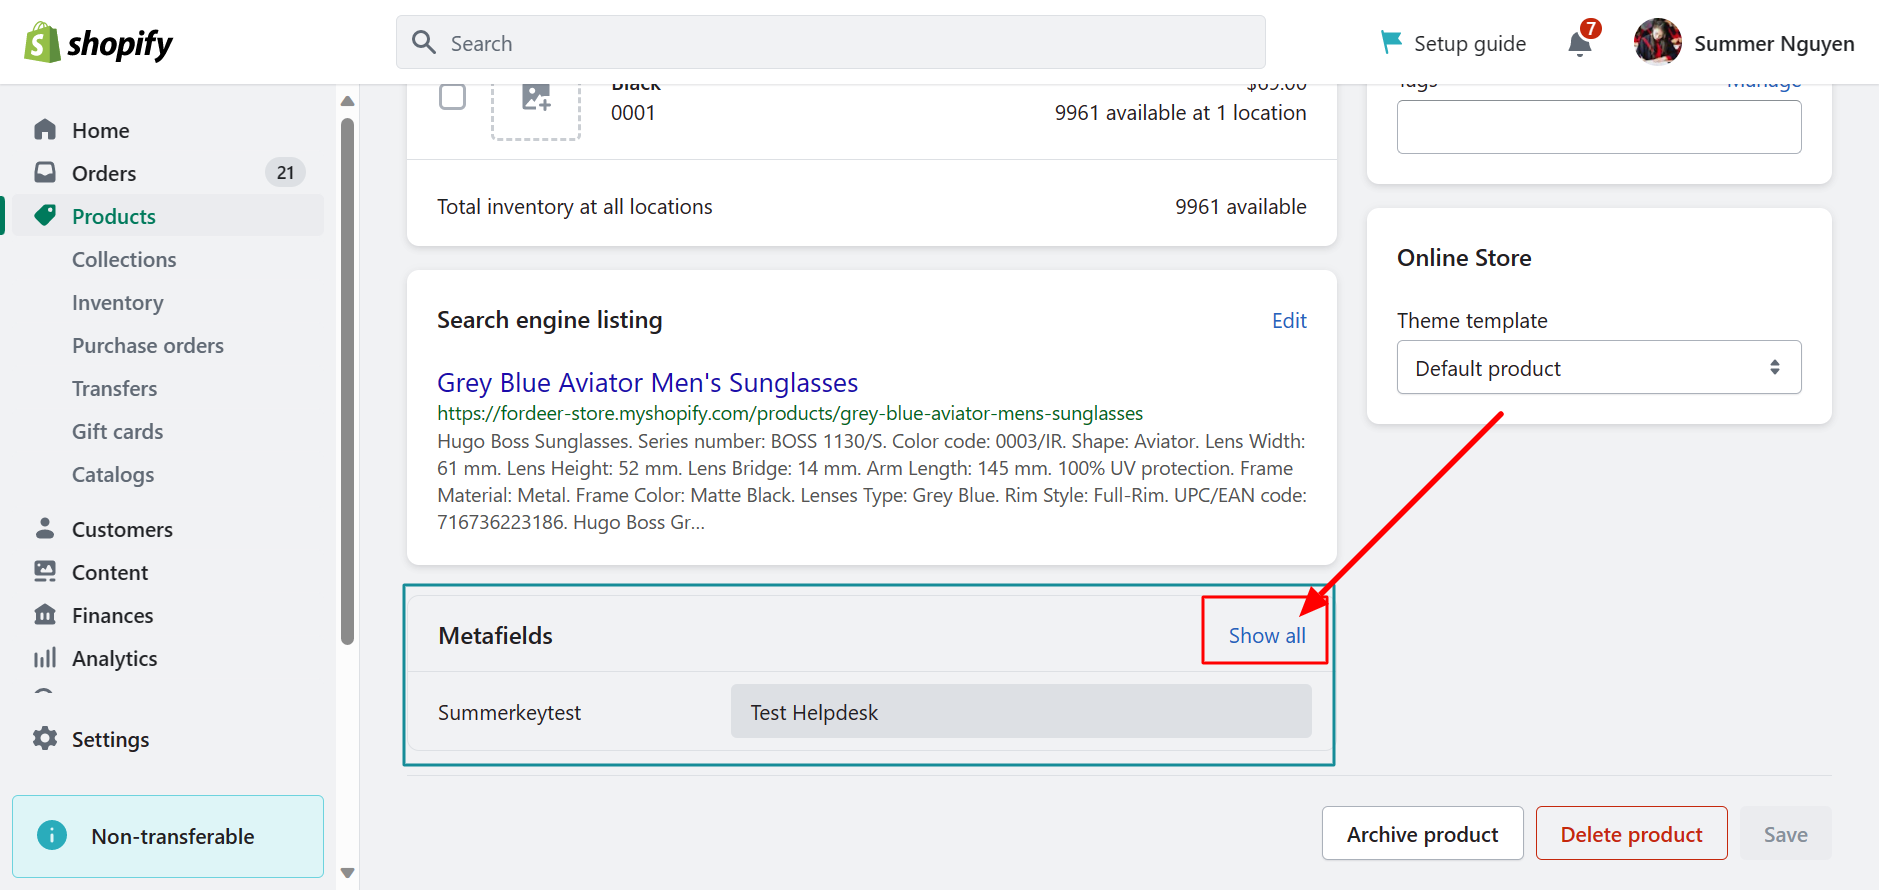 shopify
Search
Setup guide
7
Summer Nguyen
Home
Orders
21
Products
Collections
Inventory
Purchase orders
Transfers
Gift cards
Catalogs
Customers
Content
Finances
Analytics
Settings
Non-transferable
Black
$69.00
0001
9961 available at 1 location
Total inventory at all locations
9961 available
Search engine listing
Edit
Grey Blue Aviator Men's Sunglasses
https://fordeer-store.myshopify.com/products/grey-blue-aviator-mens-sunglasses
Hugo Boss Sunglasses. Series number: BOSS 1130/S. Color code: 0003/IR. Shape: Aviator. Lens Width:
61 mm. Lens Height: 52 mm. Lens Bridge: 14 mm. Arm Length: 145 mm. 100% UV protection. Frame
Material: Metal. Frame Color: Matte Black. Lenses Type: Grey Blue. Rim Style: Full-Rim. UPC/EAN code:
716736223186. Hugo Boss Gr...
Metafields
Show all
Summerkeytest
Test Helpdesk
Tags
Manage
Online Store
Theme template
Default product
Archive product
Delete product
Save